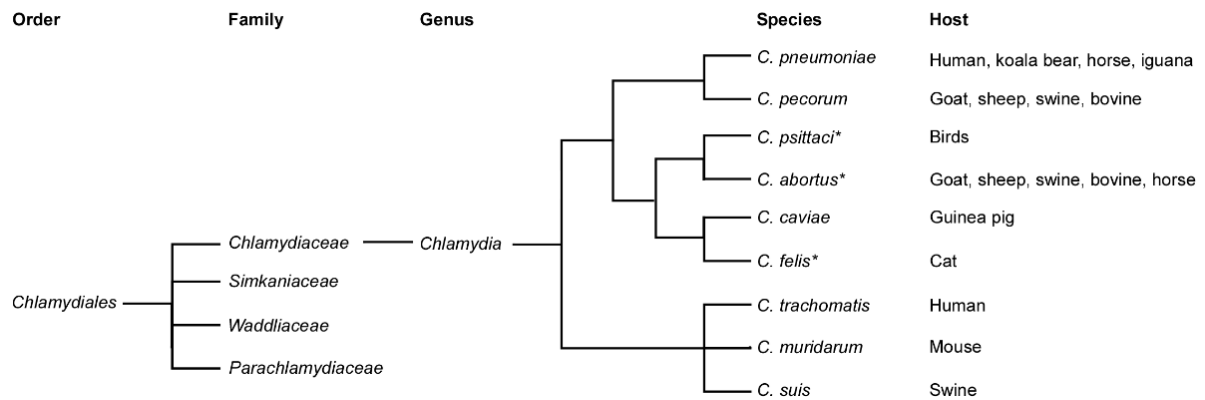 Order Family Genus Species Host
C. pneumoniae Human, koala bear, horse, iguana
C. pecorum Goat, sheep, swine, bovine
C. psittaci* Birds
C. abortus* Goat, sheep, swine, bovine, horse
C. caviae Guinea pig
Chlamydiaceae Chlamydia
C. felis* Cat
Simkaniaceae
Chlamydiales
C. trachomatis Human
Waddliaceae
C. muridarum Mouse
Parachlamydiaceae
C. suis Swine